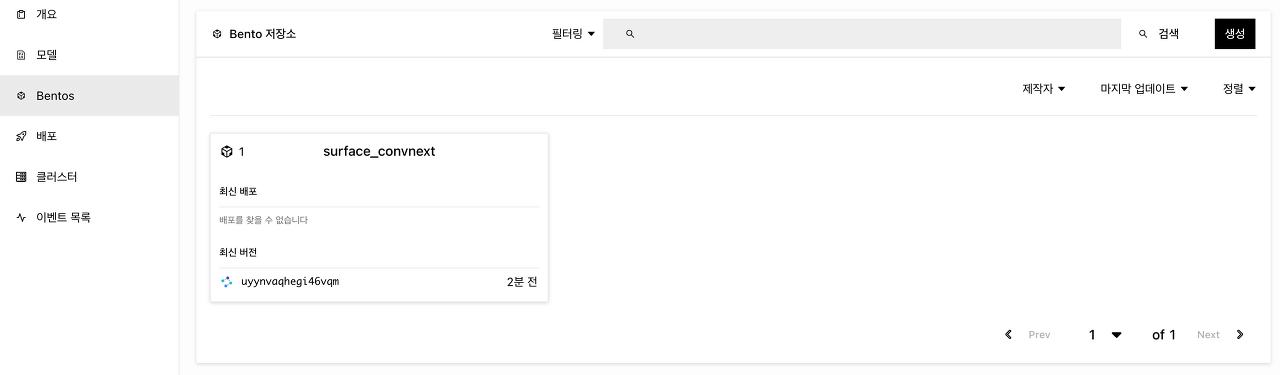 개요
모델
Bentos
배포
클러스터
이벤트 목록
Bento 저장소
필터링
검색
생성
제작자
마지막 업데이트
정렬
1 surface_convnext
최신 배포
배포를 찾을 수 없습니다
최신 버전
uyynvaqhegi46vqm 2분 전
Prev 1 of 1 Next